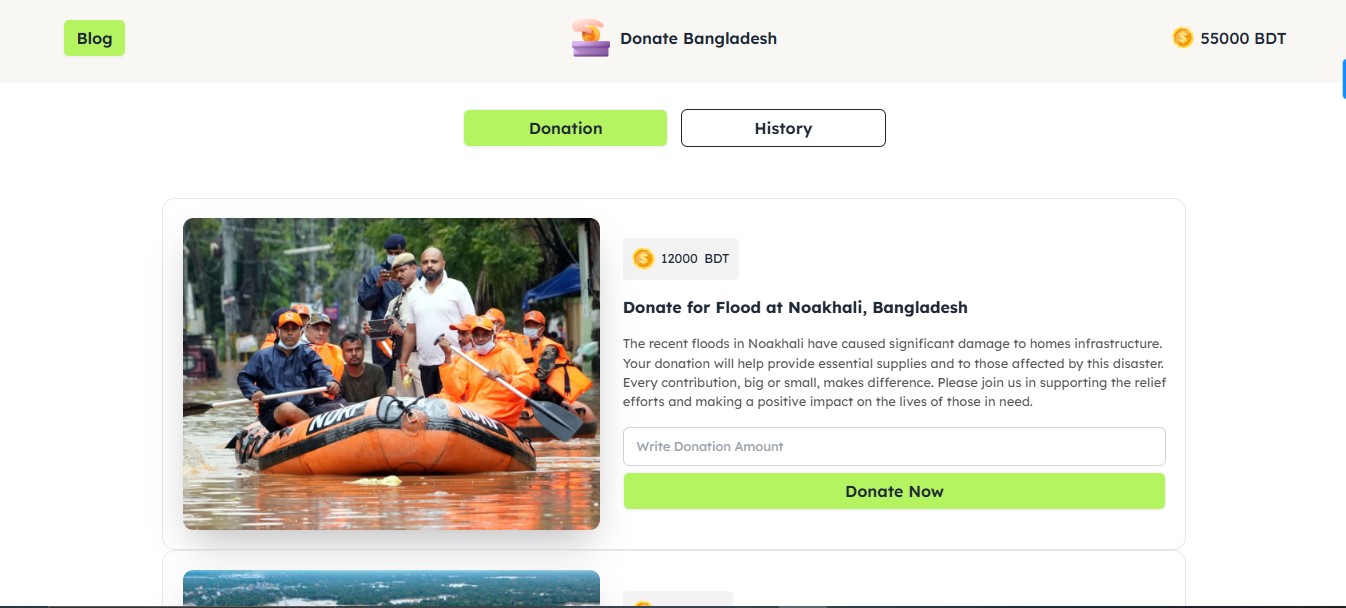 Blog
Donate Bangladesh
55000 BDT
Donation
History
12000 BDT
Donate for Flood at Noakhali, Bangladesh
The recent floods in Noakhali have caused significant damage to homes infrastructure.
Your donation will help provide essential supplies and to those affected by this disaster.
Every contribution, big or small, makes difference. Please join us in supporting the relief
efforts and making a positive impact on the lives of those in need.
Write Donation Amount
Donate Now
NDRF